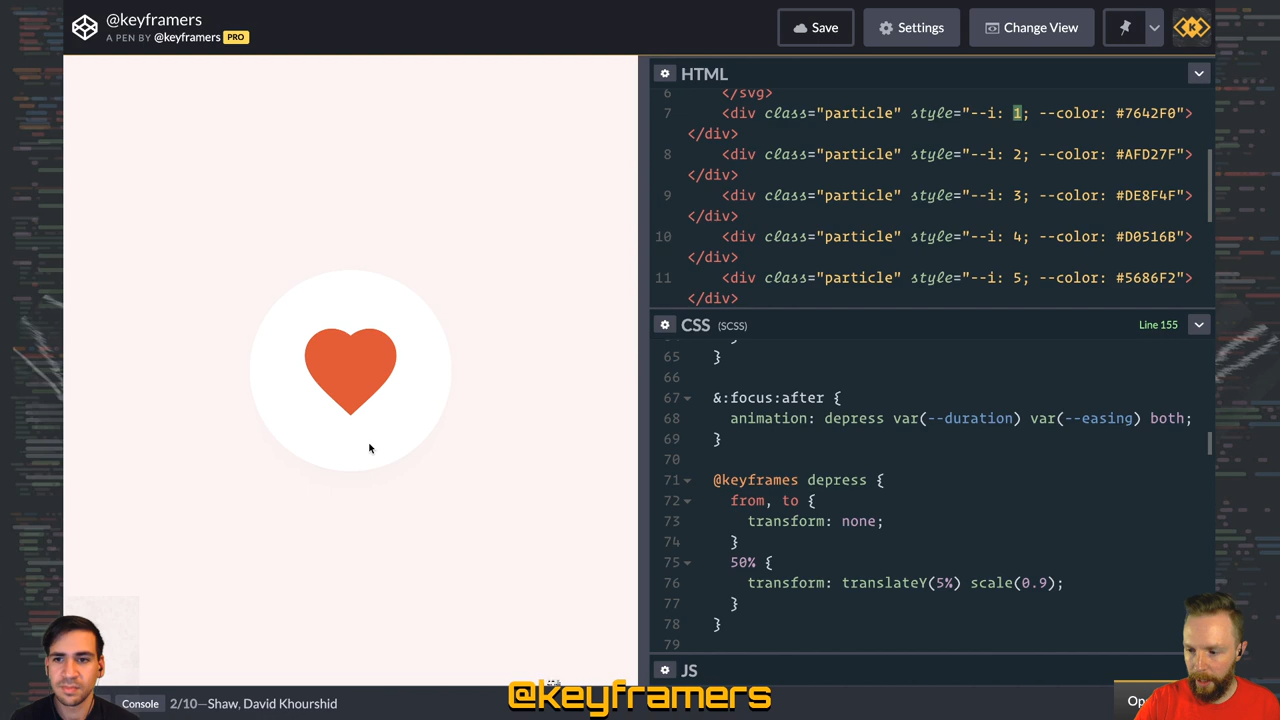 @keyframers
A PEN BY @keyframers PRO
Save
Settings
Change View
K
HTML
6 </svg>
7 <div class="particle" style="--i: 1; --color: #7642F0">
</div>
8 <div class="particle" style="--i: 2; --color: #AFD27F">
</div>
9 <div class="particle" style="--i: 3; --color: #DE8F4F">
</div>
10 <div class="particle" style="--i: 4; --color: #D0516B">
</div>
11 <div class="particle" style="--i: 5; --color: #5686F2">
</div>
CSS (SCSS)
Line 155
65 }
66
67 &:focus:after {
68 animation: depress var(--duration) var(--easing) both;
69 }
70
71 @keyframes depress {
72 from, to {
73 transform: none;
74 }
75 50% {
76 transform: translateY(5%) scale(0.9);
77 }
78 }
79
JS
Console
2/10—Shaw, David Khourshid
@keyframers